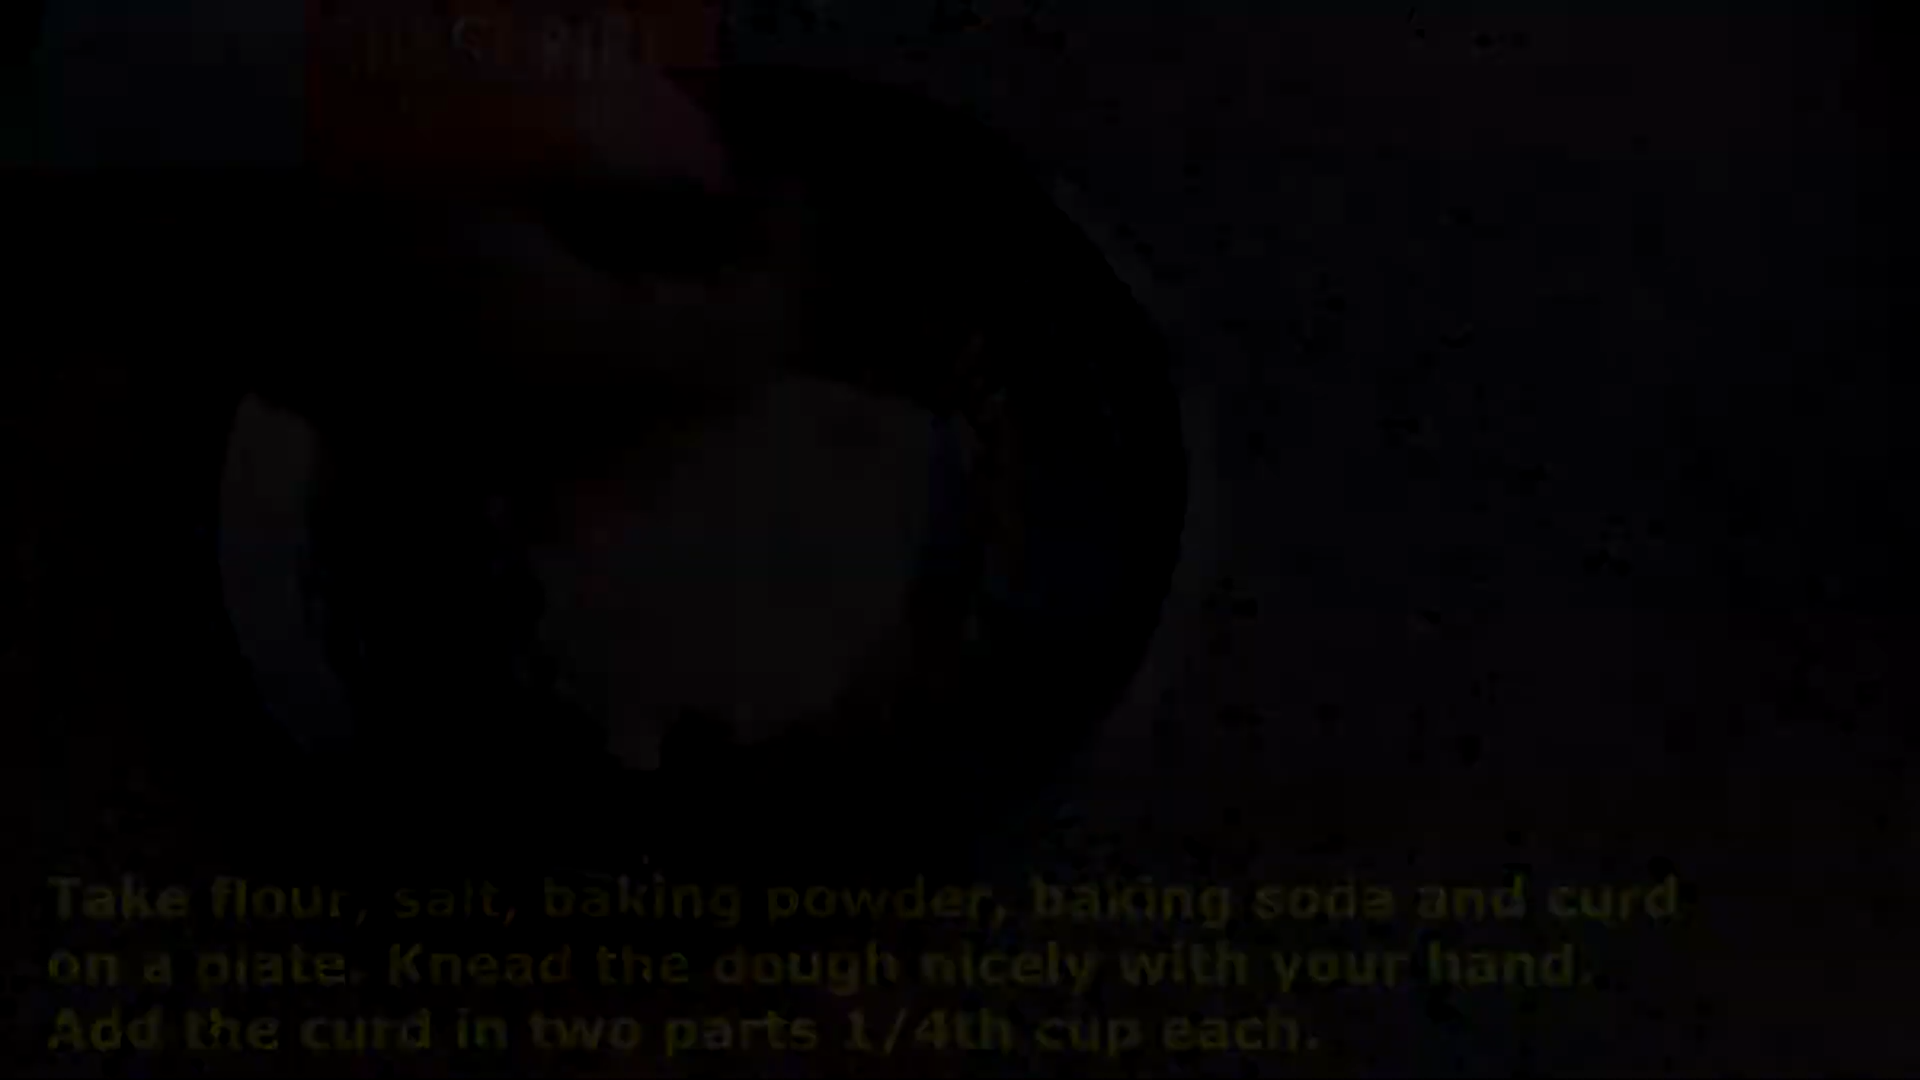 Take flour, salt, baking powder, baking soda and curd
on a plate. Knead the dough nicely with your hand.
Add the curd in two parts 1/4th cup each.